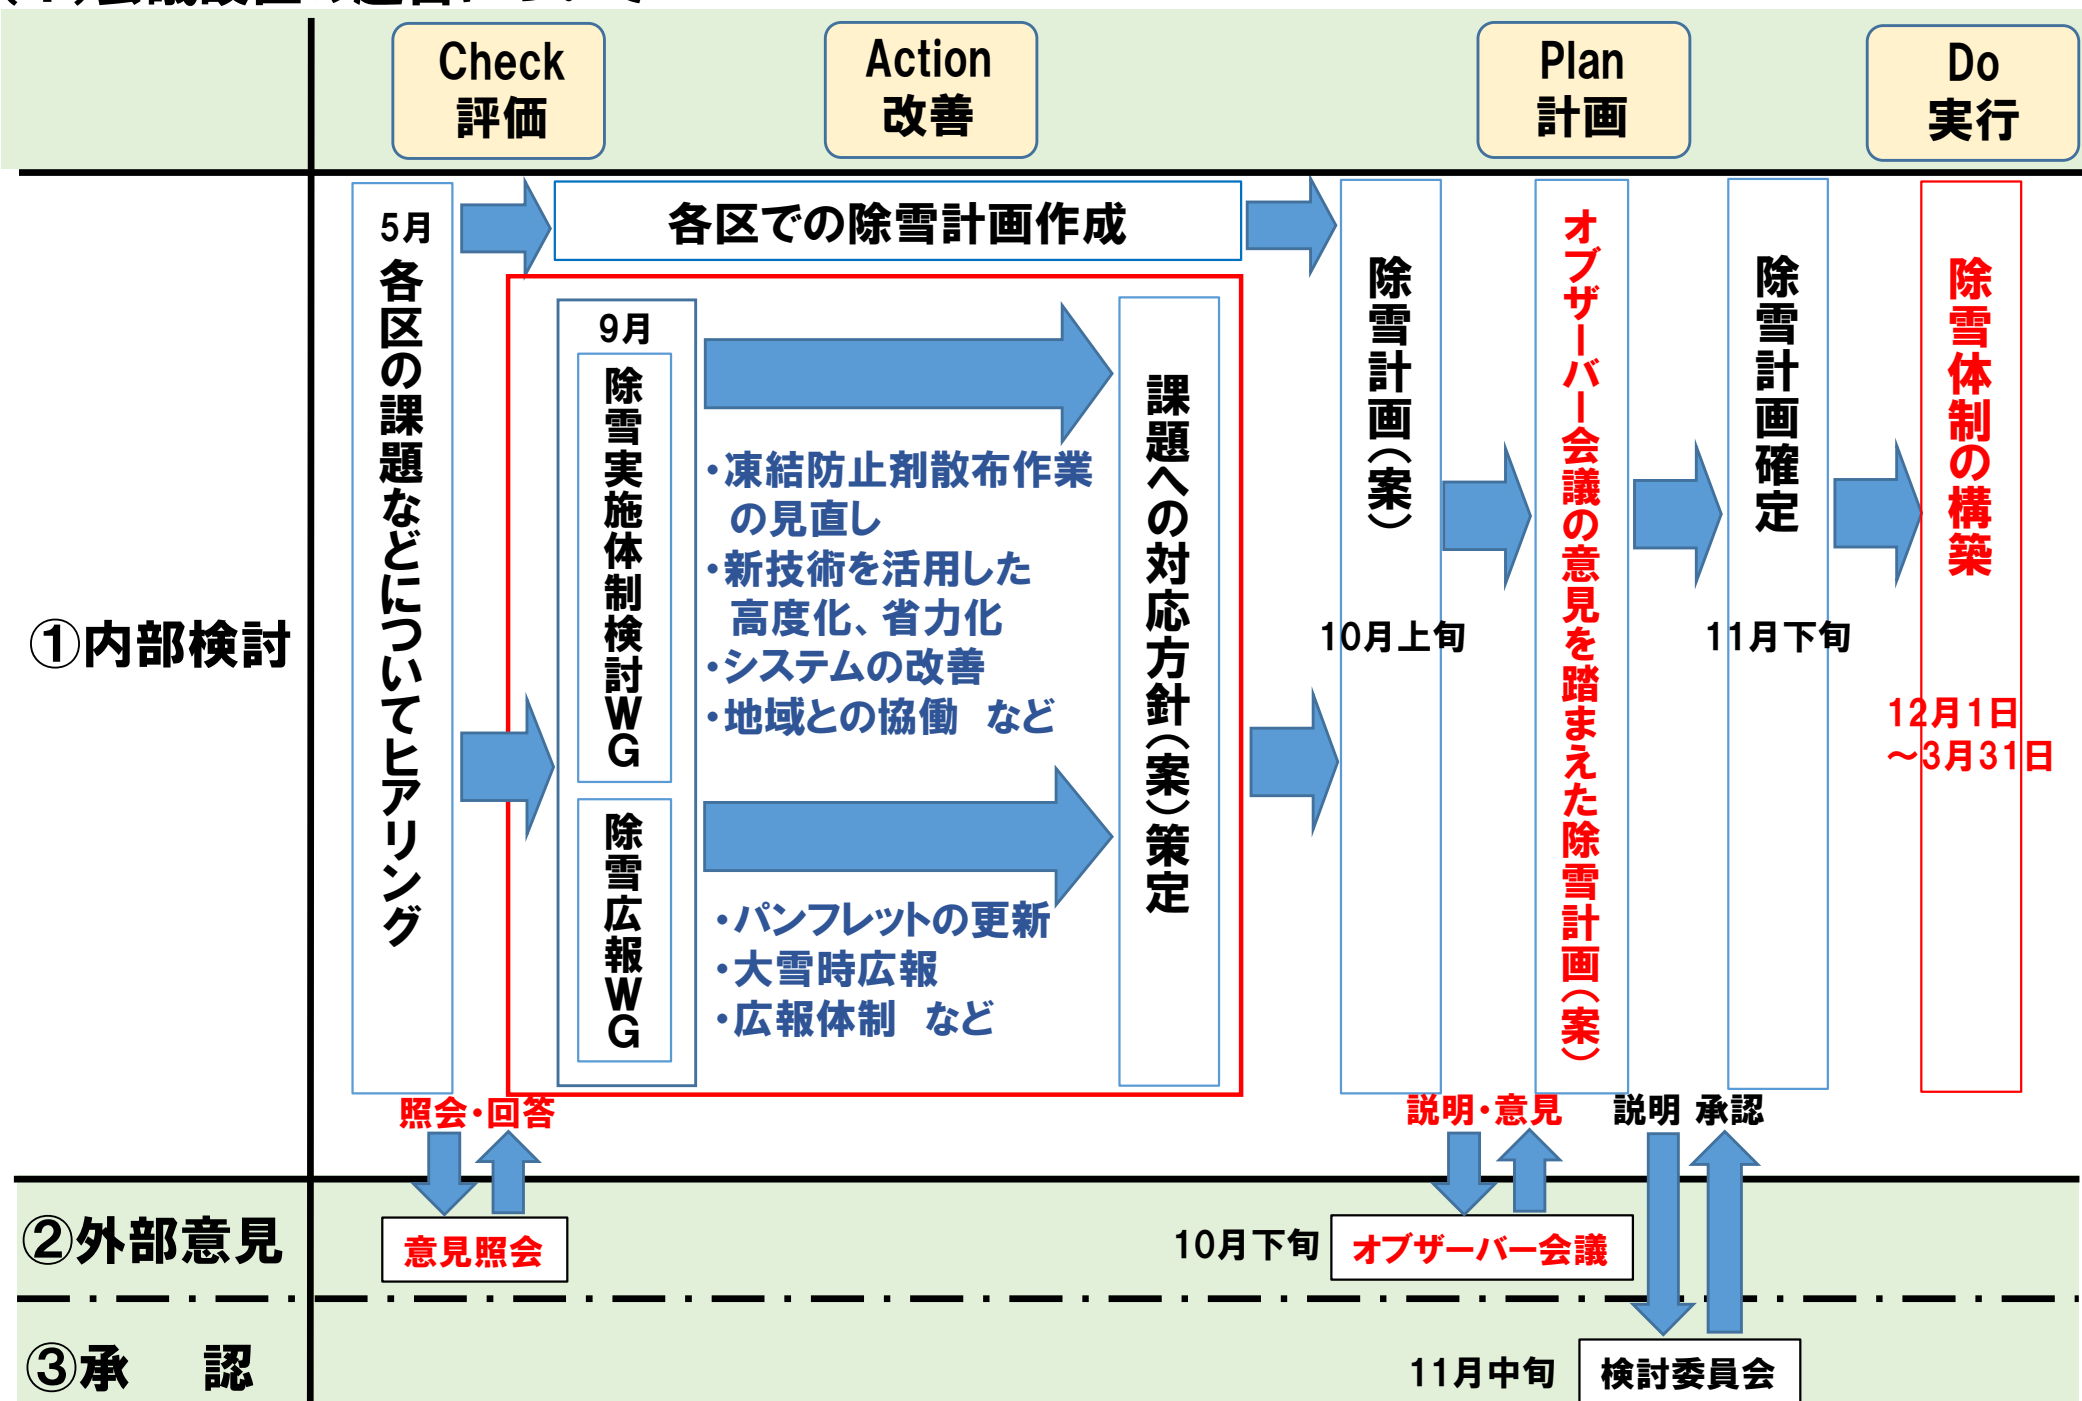 Check
評価
Action
改善
Plan
計画
Do
実行
①内部検討
5月
各区の課題などについてヒアリング
各区での除雪計画作成
9月
除雪実施体制検討WG
除雪広報WG
・凍結防止剤散布作業
の見直し
・新技術を活用した
高度化、省力化
・システムの改善
・地域との協働 など
・パンフレットの更新
・大雪時広報
・広報体制 など
課題への対応方針(案)策定
除雪計画(案)
10月上旬
オブザーバー会議の意見を踏まえた除雪計画(案)
除雪計画確定
11月下旬
除雪体制の構築
12月1日
～3月31日
照会・回答
説明・意見
説明 承認
②外部意見
意見照会
10月下旬
オブザーバー会議
③承 認
11月中旬
検討委員会